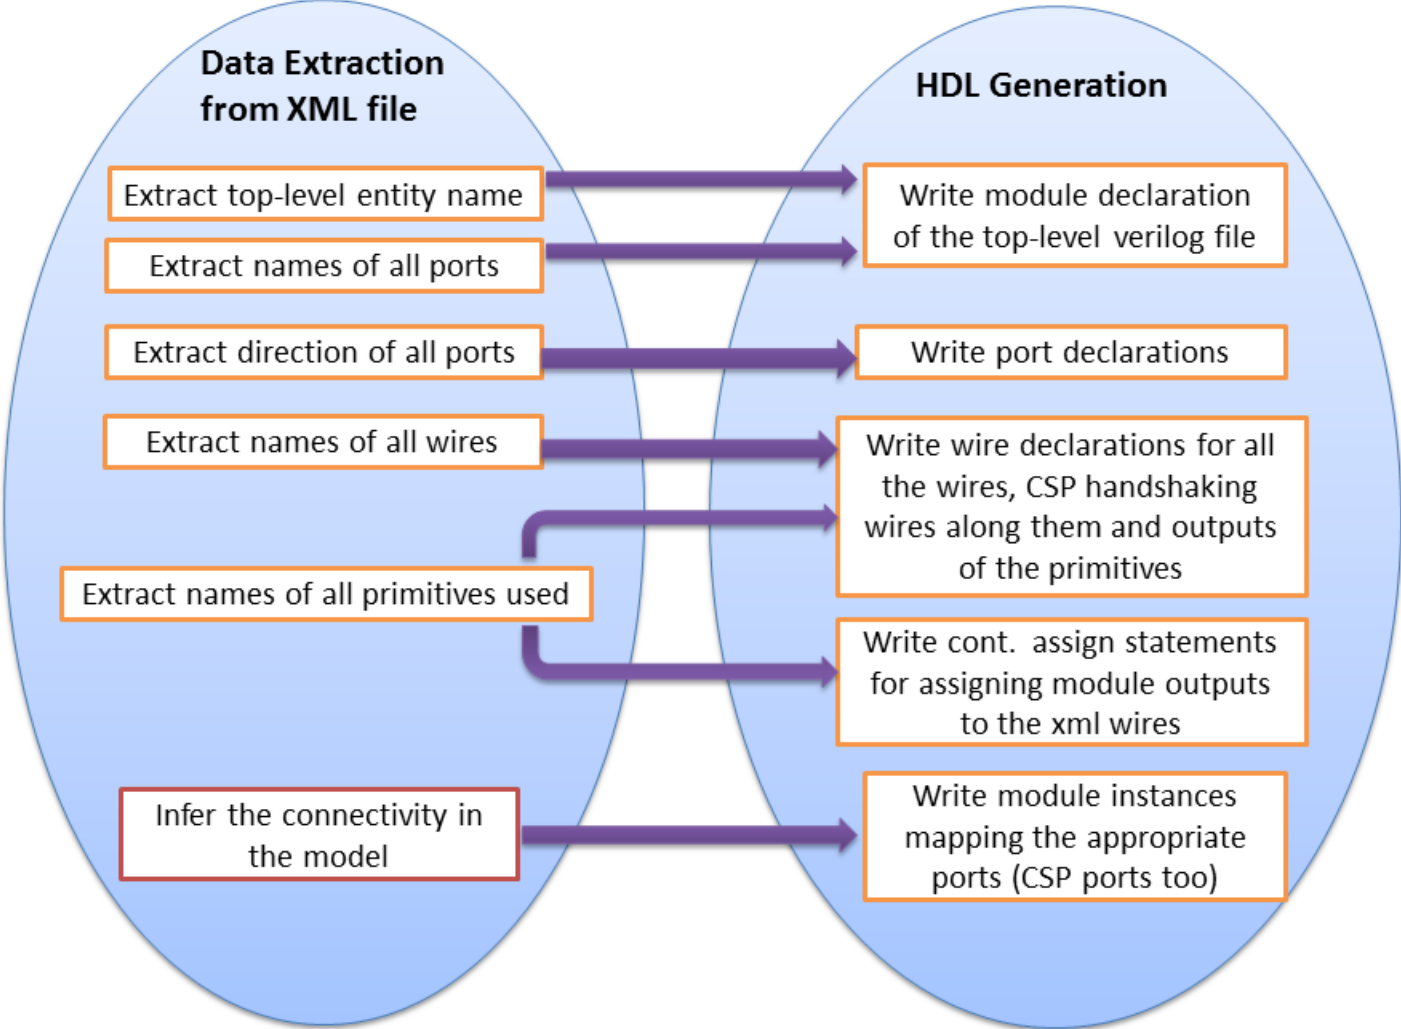 Data Extraction
from XML file
Extract top-level entity name
Extract names of all ports
Extract direction of all ports
Extract names of all wires
Extract names of all primitives used
Infer the connectivity in
the model
HDL Generation
Write module declaration
of the top-level verilog file
Write port declarations
Write wire declarations for all
the wires, CSP handshaking
wires along them and outputs
of the primitives
Write cont. assign statements
for assigning module outputs
to the xml wires
Write module instances
mapping the appropriate
ports (CSP ports too)